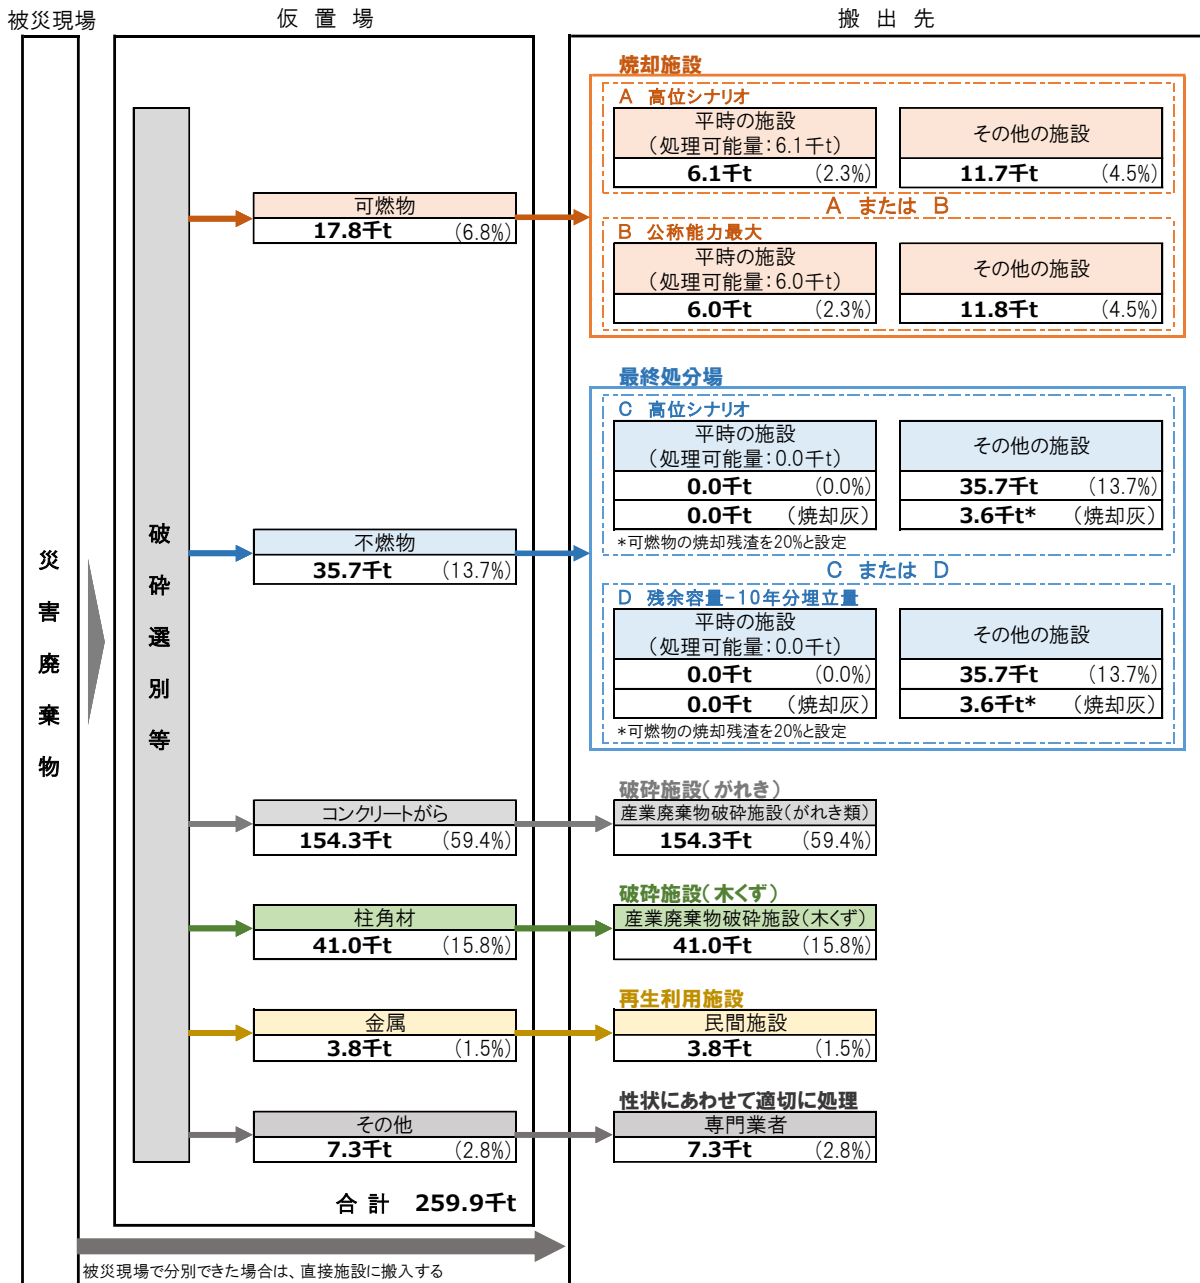 被災現場
仮 置 場
搬 出 先
災害廃棄物
破砕選別等
焼却施設
A 高位シナリオ
平時の施設
（処理可能量：6.1千t）
その他の施設
6.1千t (2.3%)
11.7千t (4.5%)
可燃物
17.8千t (6.8%)
A または B
B 公称能力最大
平時の施設
（処理可能量：6.0千t）
その他の施設
6.0千t (2.3%)
11.8千t (4.5%)
最終処分場
C 高位シナリオ
平時の施設
（処理可能量：0.0千t）
その他の施設
0.0千t (0.0%)
35.7千t (13.7%)
0.0千t （焼却灰）
3.6千t* （焼却灰）
*可燃物の焼却残渣を20%と設定
不燃物
35.7千t (13.7%)
C または D
D 残余容量-10年分埋立量
平時の施設
（処理可能量：0.0千t）
その他の施設
0.0千t (0.0%)
35.7千t (13.7%)
0.0千t （焼却灰）
3.6千t* （焼却灰）
*可燃物の焼却残渣を20%と設定
破砕施設（がれき）
コンクリートがら
154.3千t (59.4%)
産業廃棄物破砕施設（がれき類）
154.3千t (59.4%)
破砕施設（木くず）
柱角材
41.0千t (15.8%)
産業廃棄物破砕施設（木くず）
41.0千t (15.8%)
再生利用施設
金属
3.8千t (1.5%)
民間施設
3.8千t (1.5%)
性状にあわせて適切に処理
その他
7.3千t (2.8%)
専門業者
7.3千t (2.8%)
合 計 259.9千t
被災現場で分別できた場合は、直接施設に搬入する